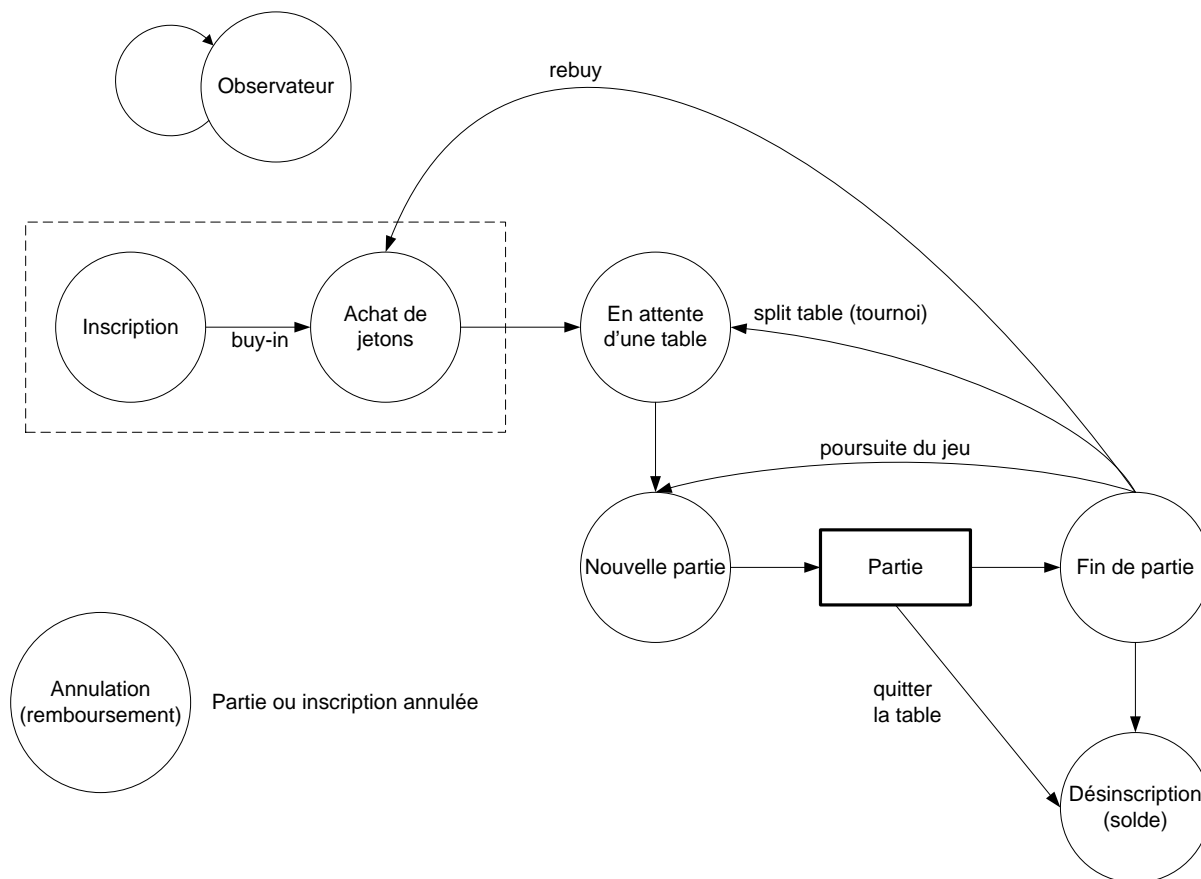 rebuy
Observateur
Inscription
buy-in
Achat de
jetons
En attente
d’une table
split table (tournoi)
poursuite du jeu
Nouvelle partie
Partie
Fin de partie
Annulation
(remboursement)
Partie ou inscription annulée
quitter
la table
Désinscription
(solde)